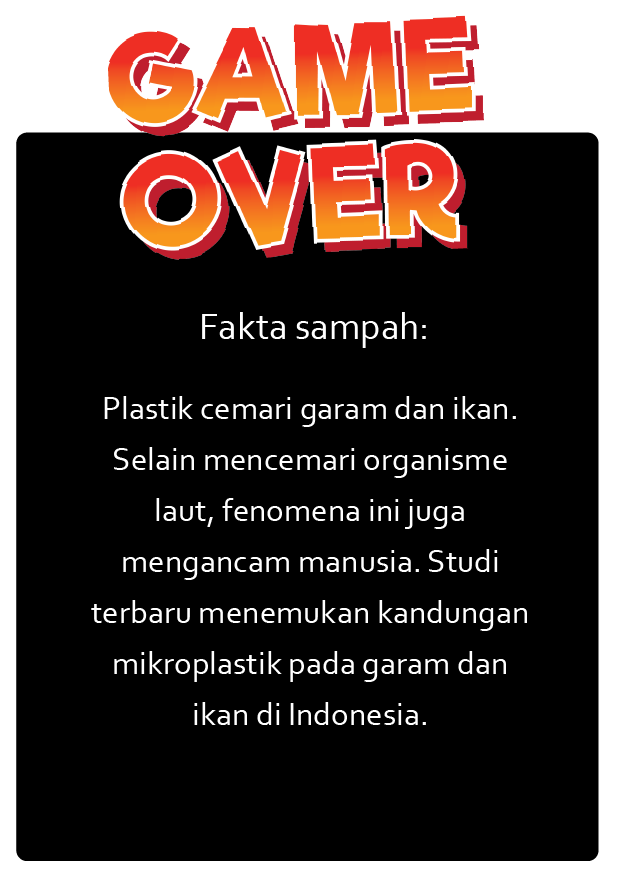 GAME
OVER
Fakta sampah:
Plastik cemari garam dan ikan.
Selain mencemari organisme
laut, fenomena ini juga
mengancam manusia. Studi
terbaru menemukan kandungan
mikroplastik pada garam dan
ikan di Indonesia.